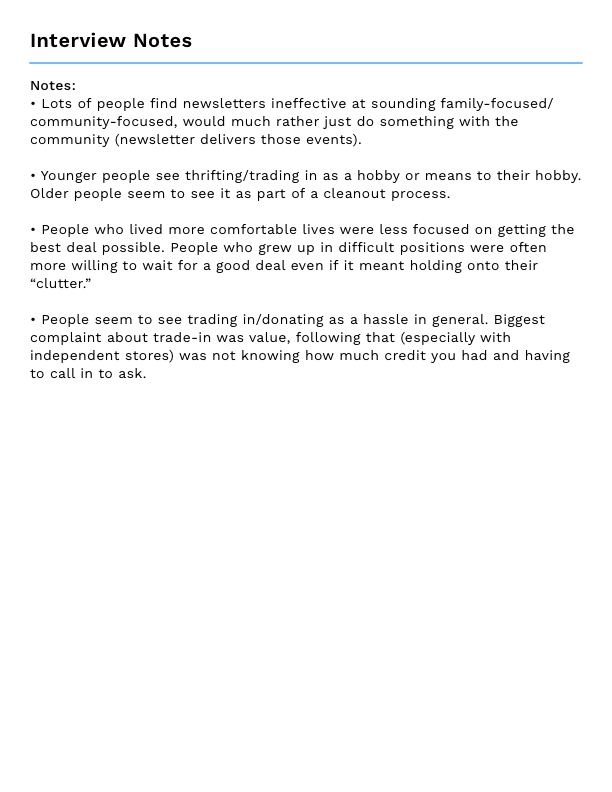 Interview Notes
Notes:
• Lots of people find newsletters ineffective at sounding family-focused/
community-focused, would much rather just do something with the
community (newsletter delivers those events).
• Younger people see thrifting/trading in as a hobby or means to their hobby.
Older people seem to see it as part of a cleanout process.
• People who lived more comfortable lives were less focused on getting the
best deal possible. People who grew up in difficult positions were often
more willing to wait for a good deal even if it meant holding onto their
“clutter.”
• People seem to see trading in/donating as a hassle in general. Biggest
complaint about trade-in was value, following that (especially with
independent stores) was not knowing how much credit you had and having
to call in to ask.